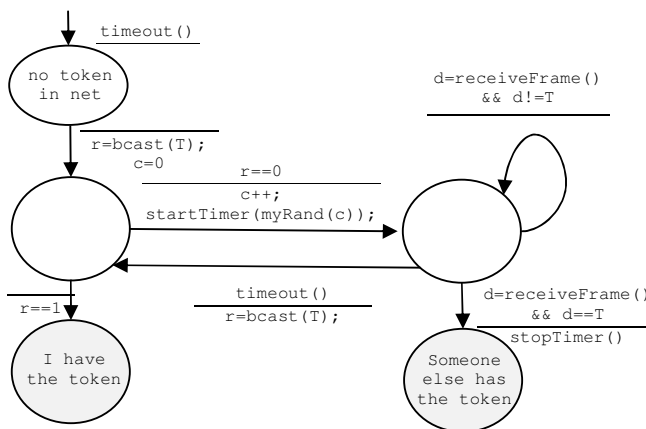 timeout()
no token
in net
r=bcast(T);
c=0
d=receiveFrame()
&& d!=T
r==0
c++;
startTimer(myRand(c));
timeout()
r=bcast(T);
r==1
d=receiveFrame()
&& d==T
stopTimer()
I have
the token
Someone
else has
the token